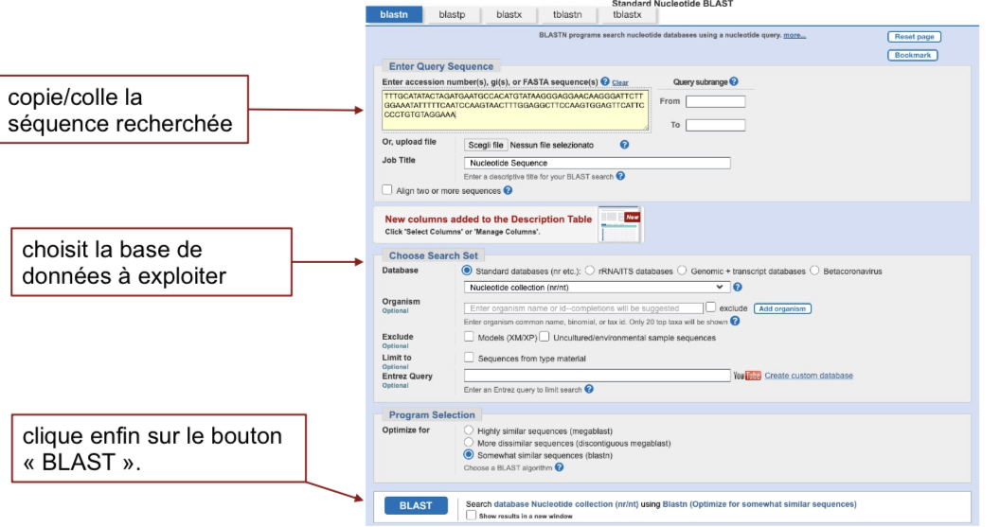 Standard Nucleotide BLAST
blastn blastp blastx tblastn tblastx
BLASTN programs search nucleotide databases using a nucleotide query. more...
Reset page
Bookmark
Enter Query Sequence
Enter accession number(s), gi(s), or FASTA sequence(s) ? Clear
Query subrange ?
TTTGCATATACTAGATGAATGCCACATGTATAAGGGAGGAACAAGGGATTCTT
GGAAATATTTTTCAATCCAAGTAACTTTGGAGGCTTCCAAGTGGAGTTCATTC
CCCTGTGTAGGAAA
From
To
copie/colle la
séquence recherchée
Or, upload file Scegli file Nessun file selezionato ?
Job Title Nucleotide Sequence
Enter a descriptive title for your BLAST search ?
Align two or more sequences ?
New columns added to the Description Table
Click 'Select Columns' or 'Manage Columns'.
New
choisit la base de
données à exploiter
Choose Search Set
Database Standard databases (nr etc.): rRNA/ITS databases Genomic + transcript databases Betacoronavirus
Nucleotide collection (nr/nt) ?
Organism
Optional
Enter organism name or id--completions will be suggested exclude Add organism
Enter organism common name, binomial, or tax id. Only 20 top taxa will be shown ?
Exclude
Optional
Models (XM/XP) Uncultured/environmental sample sequences
Limit to
Optional
Sequences from type material
Entrez Query
Optional
YouTube Create custom database
Enter an Entrez query to limit search ?
clique enfin sur le bouton
« BLAST ».
Program Selection
Optimize for Highly similar sequences (megablast)
More dissimilar sequences (discontiguous megablast)
Somewhat similar sequences (blastn)
Choose a BLAST algorithm ?
BLAST Search database Nucleotide collection (nr/nt) using Blastn (Optimize for somewhat similar sequences)
Show results in a new window